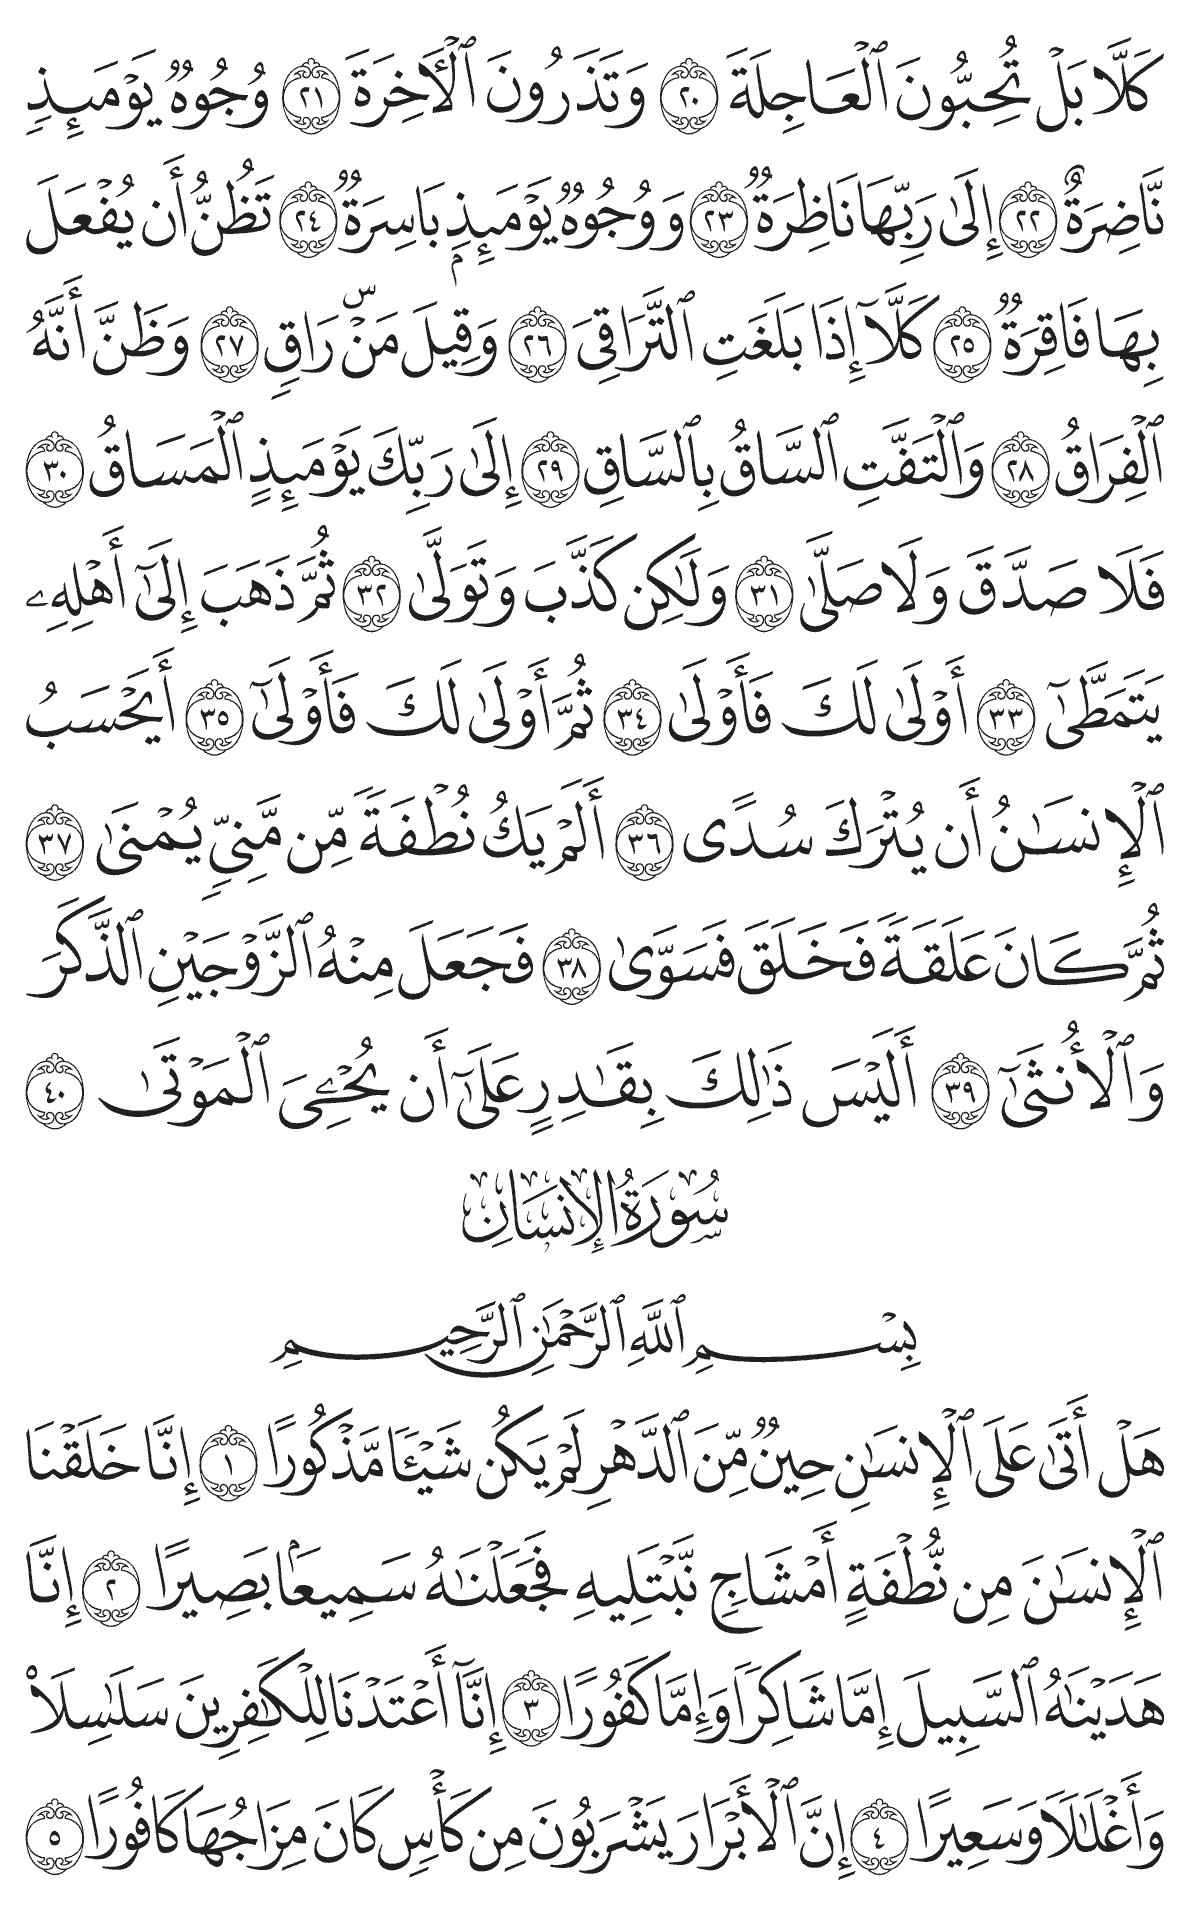 كَلَّا بَلْ تُحِبُّونَ ٱلْعَاجِلَةَ ٢٠ وَتَذَرُونَ ٱلْأَخِرَةَ ٢١ وُجُوهٌ يَوْمَئِذٍ
نَّاضِرَةٌ ٢٢ إِلَىٰ رَبِّهَا نَاظِرَةٌ ٢٣ وَوُجُوهٌ يَوْمَئِذِۭ بَاسِرَةٌ ٢٤ تَظُنُّ أَن يُفْعَلَ
بِهَا فَاقِرَةٌ ٢٥ كَلَّآ إِذَا بَلَغَتِ ٱلتَّرَاقِىَ ٢٦ وَقِيلَ مَنْۜ رَاقٍ ٢٧ وَظَنَّ أَنَّهُ
ٱلْفِرَاقُ ٢٨ وَٱلْتَفَّتِ ٱلسَّاقُ بِٱلسَّاقِ ٢٩ إِلَىٰ رَبِّكَ يَوْمَئِذٍ ٱلْمَسَاقُ ٣٠
فَلَا صَدَّقَ وَلَا صَلَّىٰ ٣١ وَلَٰكِن كَذَّبَ وَتَوَلَّىٰ ٣٢ ثُمَّ ذَهَبَ إِلَىٰٓ أَهْلِهِۦ
يَتَمَطَّىٰٓ ٣٣ أَوْلَىٰ لَكَ فَأَوْلَىٰ ٣٤ ثُمَّ أَوْلَىٰ لَكَ فَأَوْلَىٰٓ ٣٥ أَيَحْسَبُ
ٱلْإِنسَٰنُ أَن يُتْرَكَ سُدًى ٣٦ أَلَمْ يَكُ نُطْفَةً مِّن مَّنِىٍّ يُمْنَىٰ ٣٧
ثُمَّ كَانَ عَلَقَةً فَخَلَقَ فَسَوَّىٰ ٣٨ فَجَعَلَ مِنْهُ ٱلزَّوْجَيْنِ ٱلذَّكَرَ
وَٱلْأُنثَىٰٓ ٣٩ أَلَيْسَ ذَٰلِكَ بِقَٰدِرٍ عَلَىٰٓ أَن يُحْۦِىَ ٱلْمَوْتَىٰ ٤٠
سُورَةُ الإِنسَانِ
بِسْمِ ٱللَّهِ ٱلرَّحْمَٰنِ ٱلرَّحِيمِ
هَلْ أَتَىٰ عَلَى ٱلْإِنسَٰنِ حِينٌ مِّنَ ٱلدَّهْرِ لَمْ يَكُن شَيْـًٔا مَّذْكُورًا ١ إِنَّا خَلَقْنَا
ٱلْإِنسَٰنَ مِن نُّطْفَةٍ أَمْشَاجٍ نَّبْتَلِيهِ فَجَعَلْنَٰهُ سَمِيعَۢا بَصِيرًا ٢ إِنَّا
هَدَيْنَٰهُ ٱلسَّبِيلَ إِمَّا شَاكِرًا وَإِمَّا كَفُورًا ٣ إِنَّآ أَعْتَدْنَا لِلْكَٰفِرِينَ سَلَٰسِلَا۟
وَأَغْلَٰلًا وَسَعِيرًا ٤ إِنَّ ٱلْأَبْرَارَ يَشْرَبُونَ مِن كَأْسٍ كَانَ مِزَاجُهَا كَافُورًا ٥